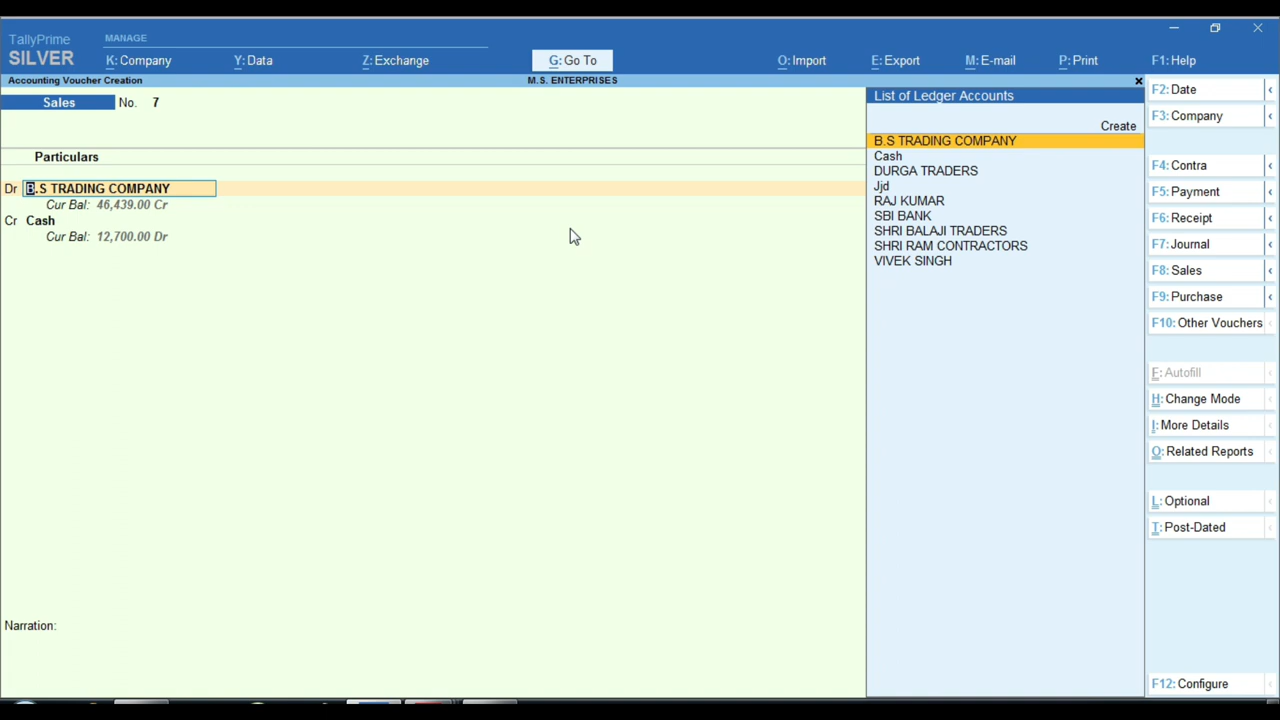 TallyPrime
SILVER
MANAGE
K: Company
Y: Data
Z: Exchange
G: Go To
O: Import
E: Export
M: E-mail
P: Print
F1: Help
Accounting Voucher Creation
M.S. ENTERPRISES
Sales No. 7
Particulars
Dr B.S TRADING COMPANY
Cur Bal: 46,439.00 Cr
Cr Cash
Cur Bal: 12,700.00 Dr
Narration:
List of Ledger Accounts
Create
B.S TRADING COMPANY
Cash
DURGA TRADERS
Jjd
RAJ KUMAR
SBI BANK
SHRI BALAJI TRADERS
SHRI RAM CONTRACTORS
VIVEK SINGH
F2: Date
F3: Company
F4: Contra
F5: Payment
F6: Receipt
F7: Journal
F8: Sales
F9: Purchase
F10: Other Vouchers
F: Autofill
H: Change Mode
I: More Details
O: Related Reports
L: Optional
T: Post-Dated
F12: Configure